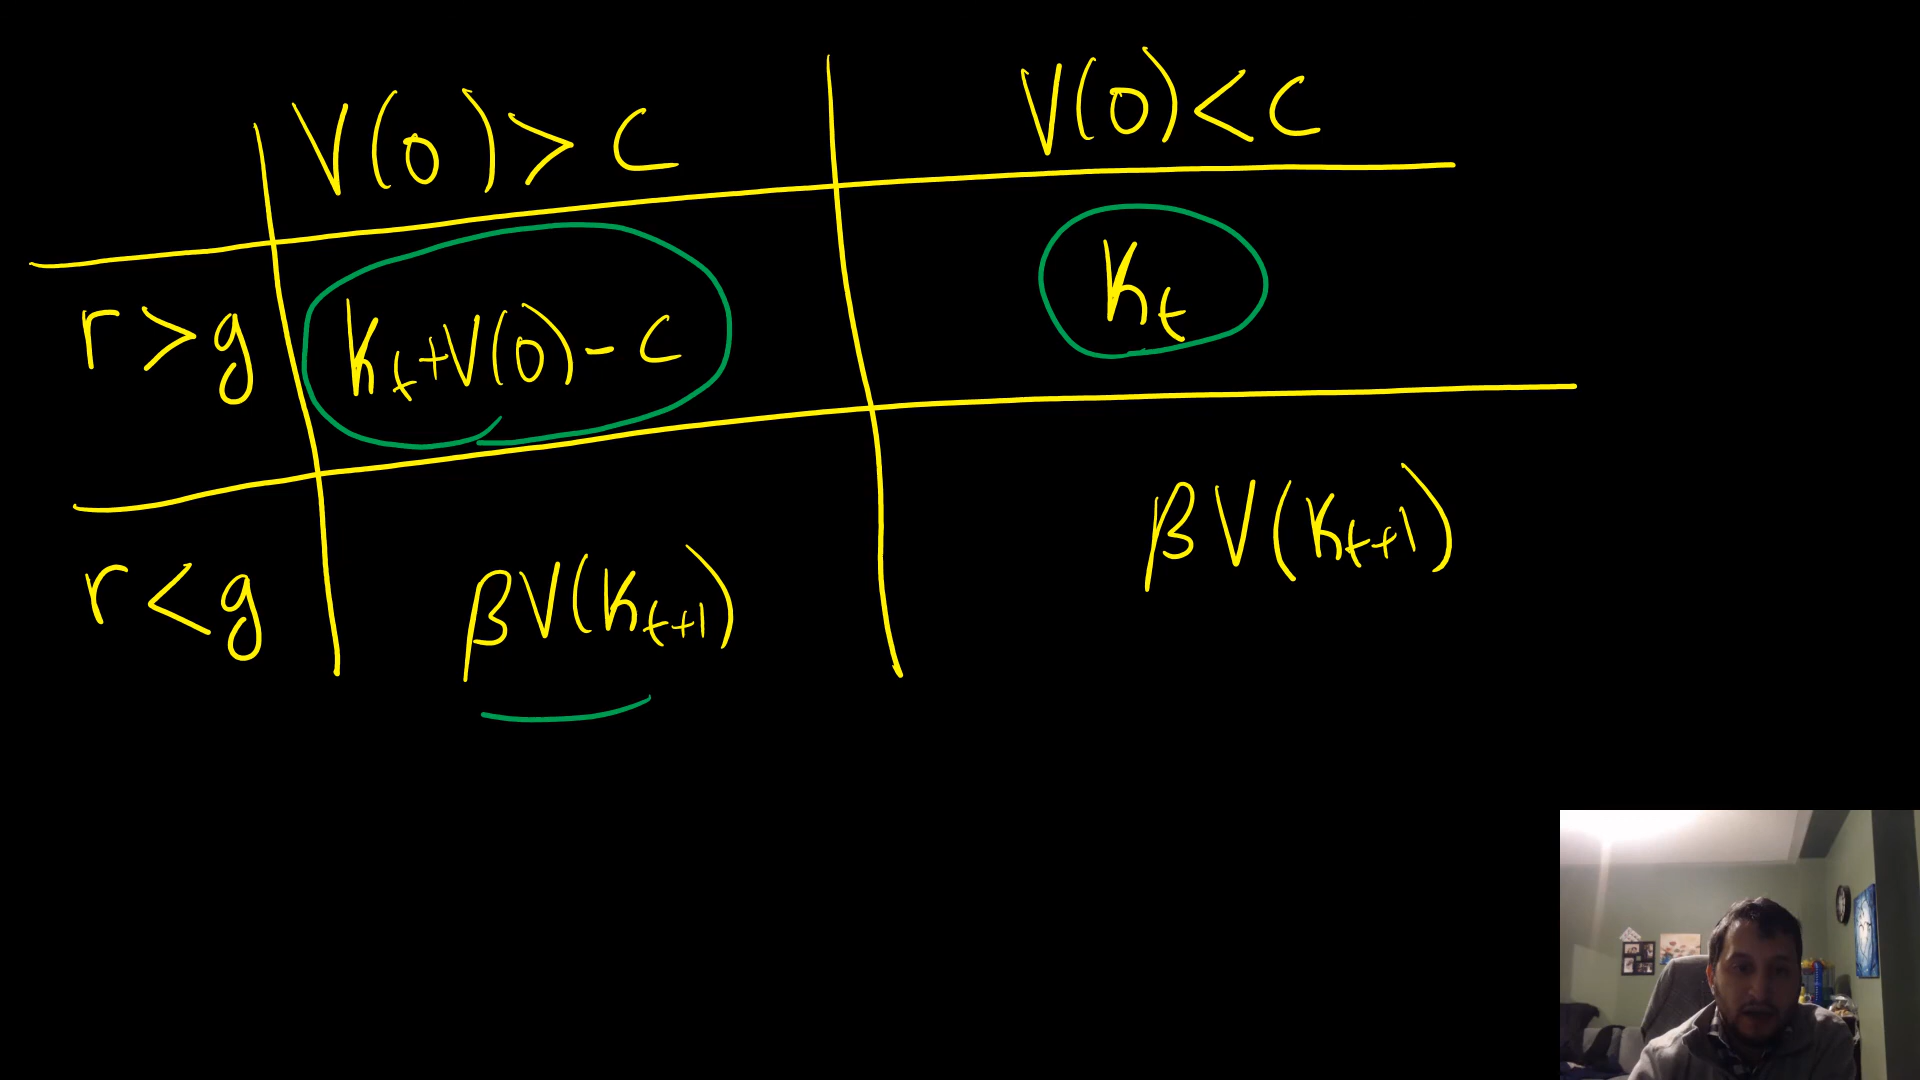 V(0) > C V(0) < C
r > g K_t + V(0) - C K_t
r < g βV(K_{t+1}) βV(K_{t+1})